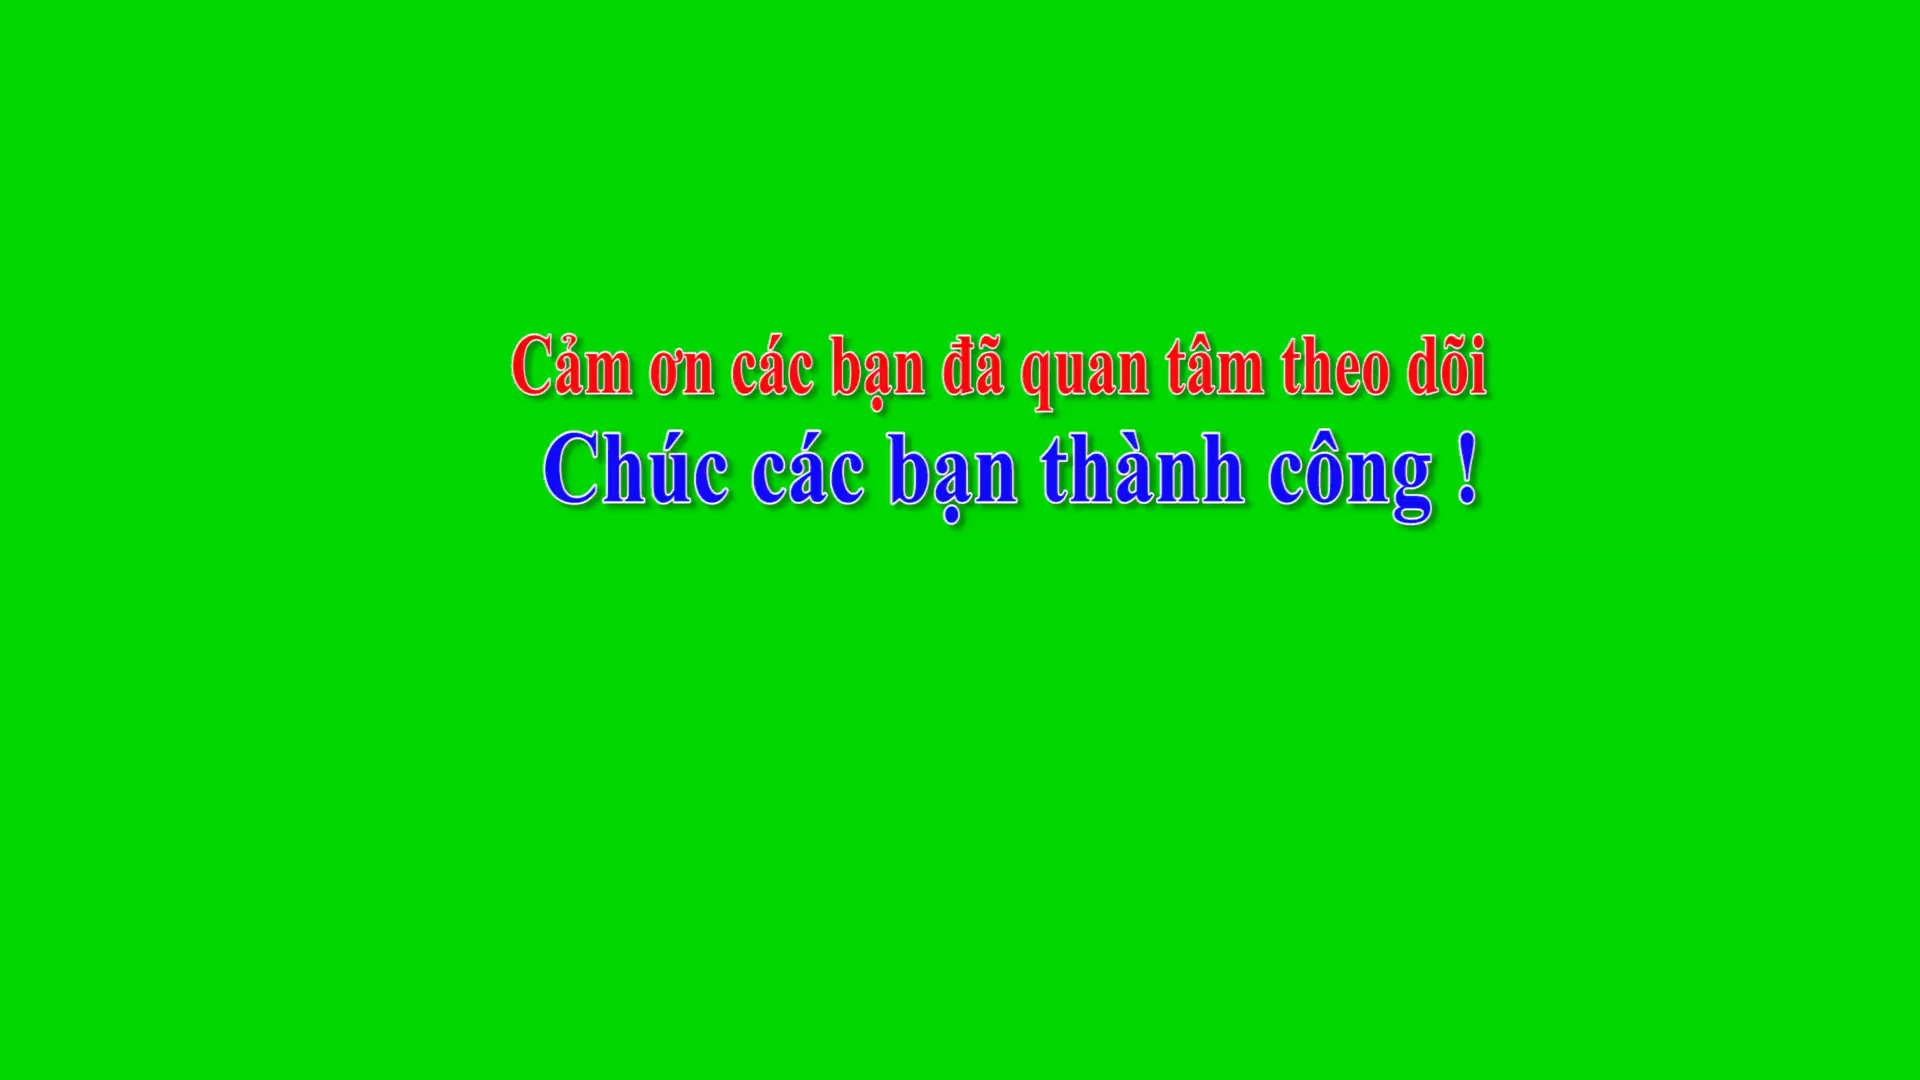 Cảm ơn các bạn đã quan tâm theo dõi
Chúc các bạn thành công !